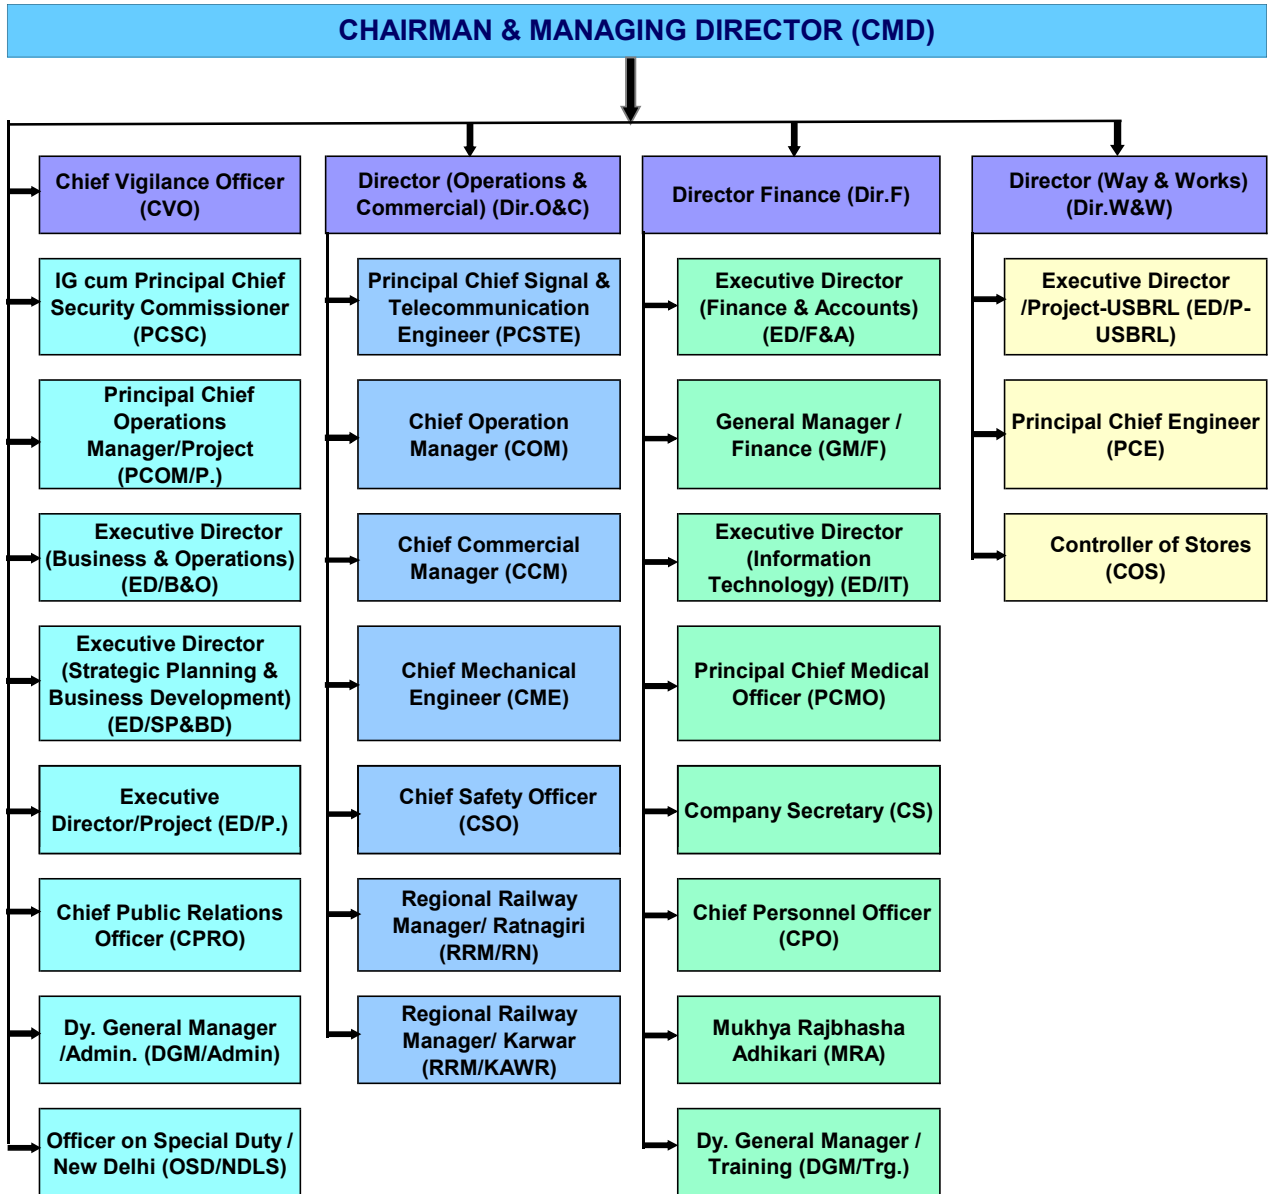 CHAIRMAN & MANAGING DIRECTOR (CMD)
Chief Vigilance Officer
(CVO)
IG cum Principal Chief
Security Commissioner
(PCSC)
Principal Chief
Operations
Manager/Project
(PCOM/P.)
Executive Director
(Business & Operations)
(ED/B&O)
Executive Director
(Strategic Planning &
Business Development)
(ED/SP&BD)
Executive
Director/Project (ED/P.)
Chief Public Relations
Officer (CPRO)
Dy. General Manager
/Admin. (DGM/Admin)
Officer on Special Duty /
New Delhi (OSD/NDLS)
Director (Operations &
Commercial) (Dir.O&C)
Principal Chief Signal &
Telecommunication
Engineer (PCSTE)
Chief Operation
Manager (COM)
Chief Commercial
Manager (CCM)
Chief Mechanical
Engineer (CME)
Chief Safety Officer
(CSO)
Regional Railway
Manager/ Ratnagiri
(RRM/RN)
Regional Railway
Manager/ Karwar
(RRM/KAWR)
Director Finance (Dir.F)
Executive Director
(Finance & Accounts)
(ED/F&A)
General Manager /
Finance (GM/F)
Executive Director
(Information
Technology) (ED/IT)
Principal Chief Medical
Officer (PCMO)
Company Secretary (CS)
Chief Personnel Officer
(CPO)
Mukhya Rajbhasha
Adhikari (MRA)
Dy. General Manager /
Training (DGM/Trg.)
Director (Way & Works)
(Dir.W&W)
Executive Director
/Project-USBRL (ED/P-
USBRL)
Principal Chief Engineer
(PCE)
Controller of Stores
(COS)